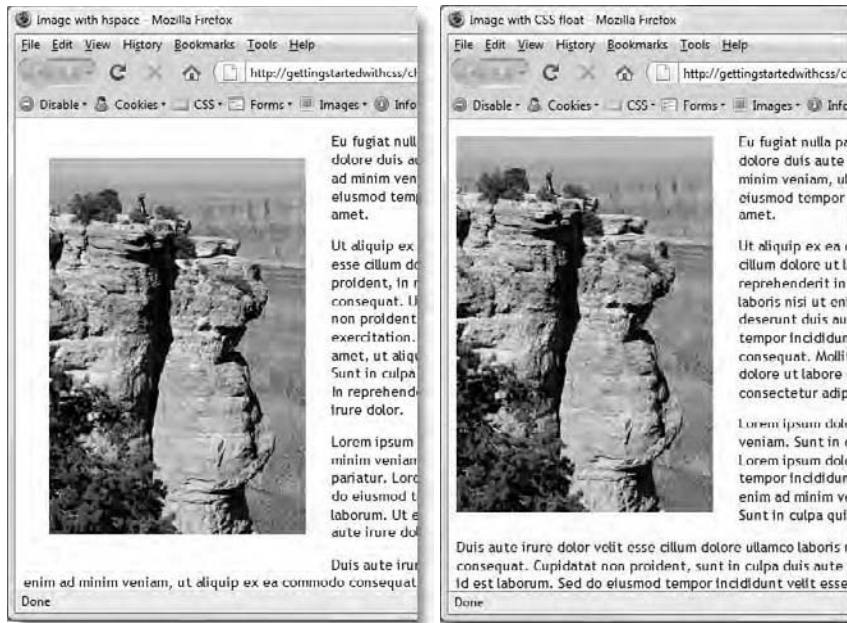 Image with hspace - Mozilla Firefox
File Edit View History Bookmarks Tools Help
http://gettingstartedwithcss/ch
Disable Cookies CSS Forms Images Info
Eu fugiat null
dolore duis a
ad minim ven
eiusmod temp
amet.
Ut aliquip ex
esse cillum do
proident, in r
consequat. U
non proident
exercitation.
amet, ut aliqu
Sunt in culpa
In reprehende
irure dolor.
Lorem ipsum
minim veniam
pariatur. Lore
do eiusmod t
laborum. Ut e
aute irure dol
Duis aute irur
enim ad minim veniam, ut aliquip ex ea commodo consequat
Done
Image with CSS float - Mozilla Firefox
File Edit View History Bookmarks Tools Help
http://gettingstartedwithcss/cl
Disable Cookies CSS Forms Images Info
Eu fugiat nulla pa
dolore duis aute
minim veniam, ul
eiusmod tempor
amet.
Ut aliquip ex ea
cillum dolore ut l
reprehenderit in
laboris nisi ut eni
deserunt duis au
tempor incididun
consequat. Mollit
dolore ut labore
consectetur adip
Lorem ipsum dol
veniam. Sunt in
Lorem ipsum dol
tempor incididun
enim ad minim ve
Sunt in culpa qui
Duis aute irure dolor velit esse cillum dolore ullamco laboris
consequat. Cupidatat non proident, sunt in culpa duis aute
id est laborum. Sed do eiusmod tempor incididunt velit esse
Done